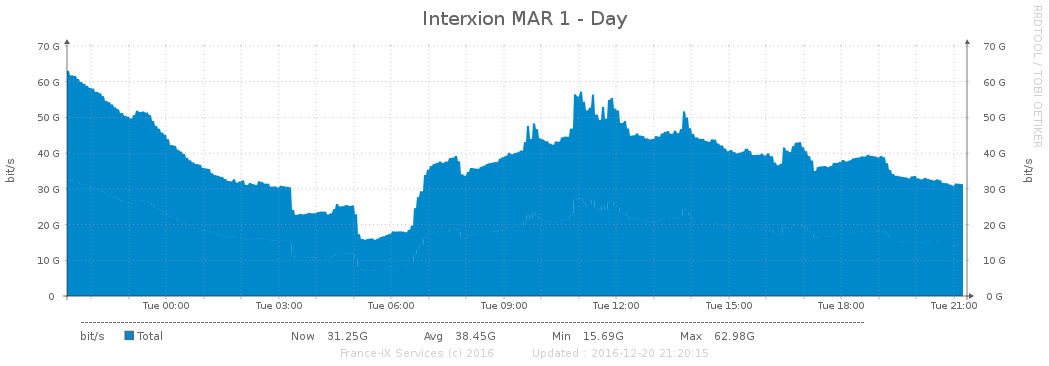 Interxion MAR 1 - Day
RRDTOOL / TOBI OETIKER
bit/s
bit/s
70 G 70 G
60 G 60 G
50 G 50 G
40 G 40 G
30 G 30 G
20 G 20 G
10 G 10 G
0 0 G
Tue 00:00 Tue 03:00 Tue 06:00 Tue 09:00 Tue 12:00 Tue 15:00 Tue 18:00 Tue 21:00
bit/s Total Now 31.25G Avg 38.45G Min 15.69G Max 62.98G
France-IX Services (c) 2016 Updated : 2016-12-20 21:20:15